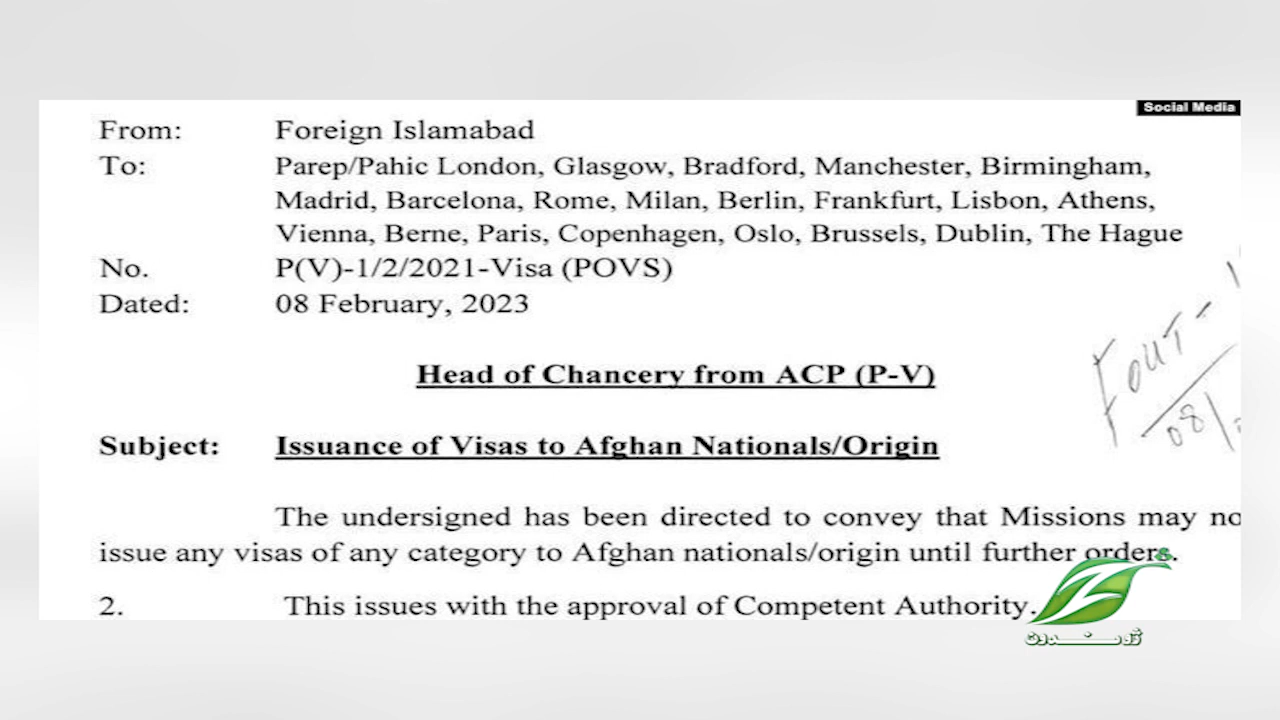 Social Media
From: Foreign Islamabad
To: Parep/Pahic London, Glasgow, Bradford, Manchester, Birmingham,
Madrid, Barcelona, Rome, Milan, Berlin, Frankfurt, Lisbon, Athens,
Vienna, Berne, Paris, Copenhagen, Oslo, Brussels, Dublin, The Hague
No. P(V)-1/2/2021-Visa (POVS)
Dated: 08 February, 2023
Head of Chancery from ACP (P-V)
Subject: Issuance of Visas to Afghan Nationals/Origin
The undersigned has been directed to convey that Missions may no
issue any visas of any category to Afghan nationals/origin until further orders.
2. This issues with the approval of Competent Authority.
ژوندون